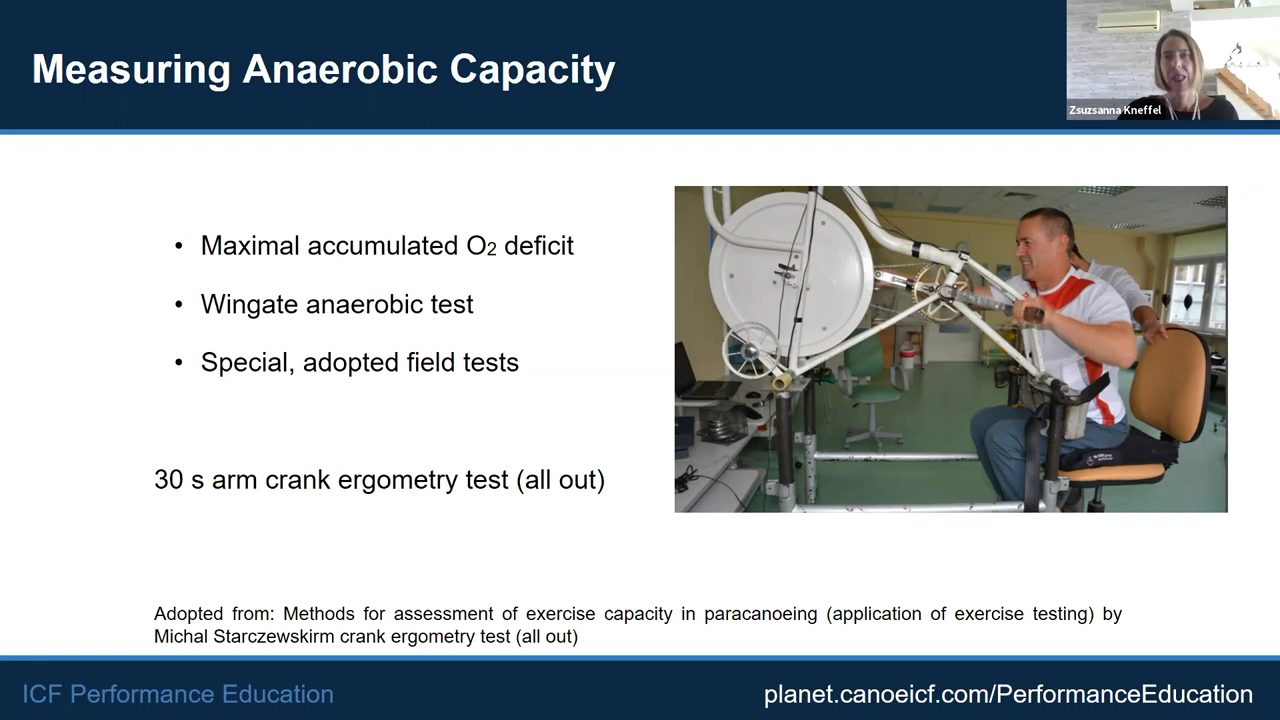 Measuring Anaerobic Capacity
Zsuzsanna Kneffel
• Maximal accumulated O2 deficit
• Wingate anaerobic test
• Special, adopted field tests
30 s arm crank ergometry test (all out)
Adopted from: Methods for assessment of exercise capacity in paracanoeing (application of exercise testing) by
Michal Starczewskirm crank ergometry test (all out)
ICF Performance Education
planet.canoeicf.com/PerformanceEducation